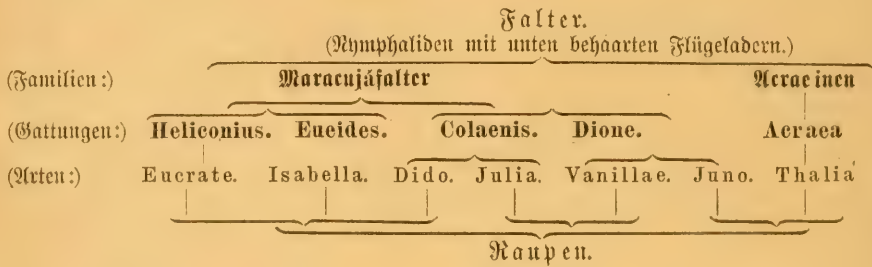 Falter.
(Nymphaliden mit unten behaarten Flügeladern.)
(Familien:) Maracujáfalter Acraeinen
(Gattungen:) Heliconius. Eueides. Colaenis. Dione. Acraea
(Arten:) Eucrate. Isabella. Dido. Julia. Vanillae. Juno. Thalia
Raupen.